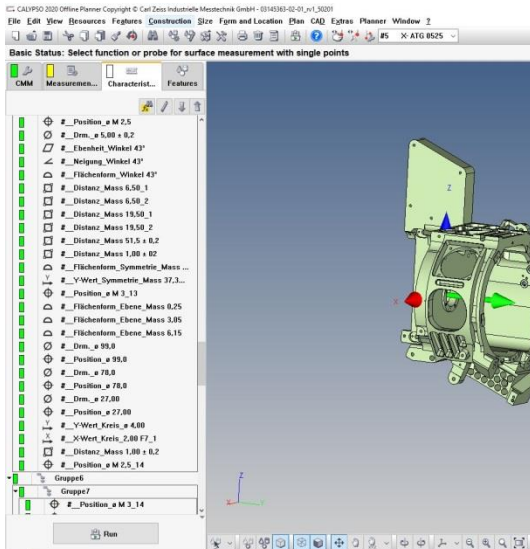 CALYPSO 2020 Offline Planner Copyright © Carl Zeiss Industrielle Messtechnik GmbH - 03145363-02-01_rv1_50201
File Edit View Resources Features Construction Size Form and Location Plan CAD Extras Planner Window ?
#5 X- ATG 0525
Basic Status: Select function or probe for surface measurement with single points
CMM Measuremen... Characterist... Features
#__Position_ø M 2,5
#__Drm._ø 5,00 ± 0,2
#__Ebenheit_Winkel 43°
#__Neigung_Winkel 43°
#__Flächenform_Winkel 43°
#__Distanz_Mass 6,50_1
#__Distanz_Mass 6,50_2
#__Distanz_Mass 19,50_1
#__Distanz_Mass 19,50_2
#__Distanz_Mass 51,5 ± 0,2
#__Distanz_Mass 1,00 ± 02
#__Flächenform_Symmetrie_Mass ...
#__Y-Wert_Symmetrie_Mass 37,3...
#__Position_ø M 3_13
#__Flächenform_Ebene_Mass 0,25
#__Flächenform_Ebene_Mass 3,05
#__Flächenform_Ebene_Mass 6,15
#__Drm._ø 99,0
#__Position_ø 99,0
#__Drm._ø 78,0
#__Position_ø 78,0
#__Drm._ø 27,00
#__Position_ø 27,00
#__Y-Wert_Kreis_ø 4,00
#__X-Wert_Kreis_2,00 F7_1
#__Distanz_Mass 1,00 ± 0,2
#__Position_ø M 2,5_14
Gruppe6
Gruppe7
#__Position_ø M 3_14
Run
Z
X
Z
X
Y